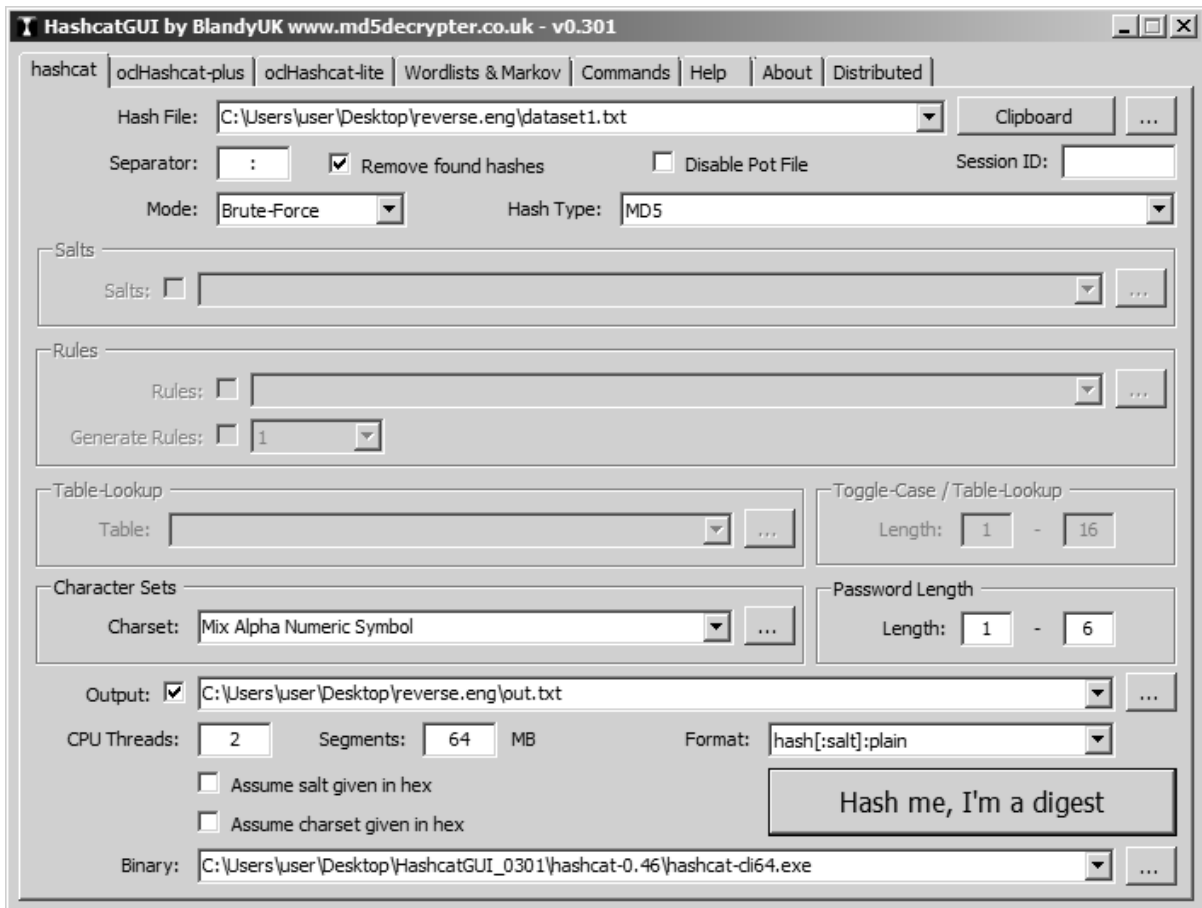 HashcatGUI by BlandyUK www.md5decrypter.co.uk - v0.301
hashcat oclHashcat-plus oclHashcat-lite Wordlists & Markov Commands Help About Distributed
Hash File: C:\Users\user\Desktop\reverse.eng\dataset1.txt Clipboard ...
Separator: : Remove found hashes Disable Pot File Session ID:
Mode: Brute-Force Hash Type: MD5
Salts
Salts: ...
Rules
Rules: ...
Generate Rules: 1
Table-Lookup Toggle-Case / Table-Lookup
Table: ... Length: 1 - 16
Character Sets Password Length
Charset: Mix Alpha Numeric Symbol ... Length: 1 - 6
Output: C:\Users\user\Desktop\reverse.eng\out.txt ...
CPU Threads: 2 Segments: 64 MB Format: hash[:salt]:plain
Assume salt given in hex
Hash me, I'm a digest
Assume charset given in hex
Binary: C:\Users\user\Desktop\HashcatGUI_0301\hashcat-0.46\hashcat-cli64.exe ...